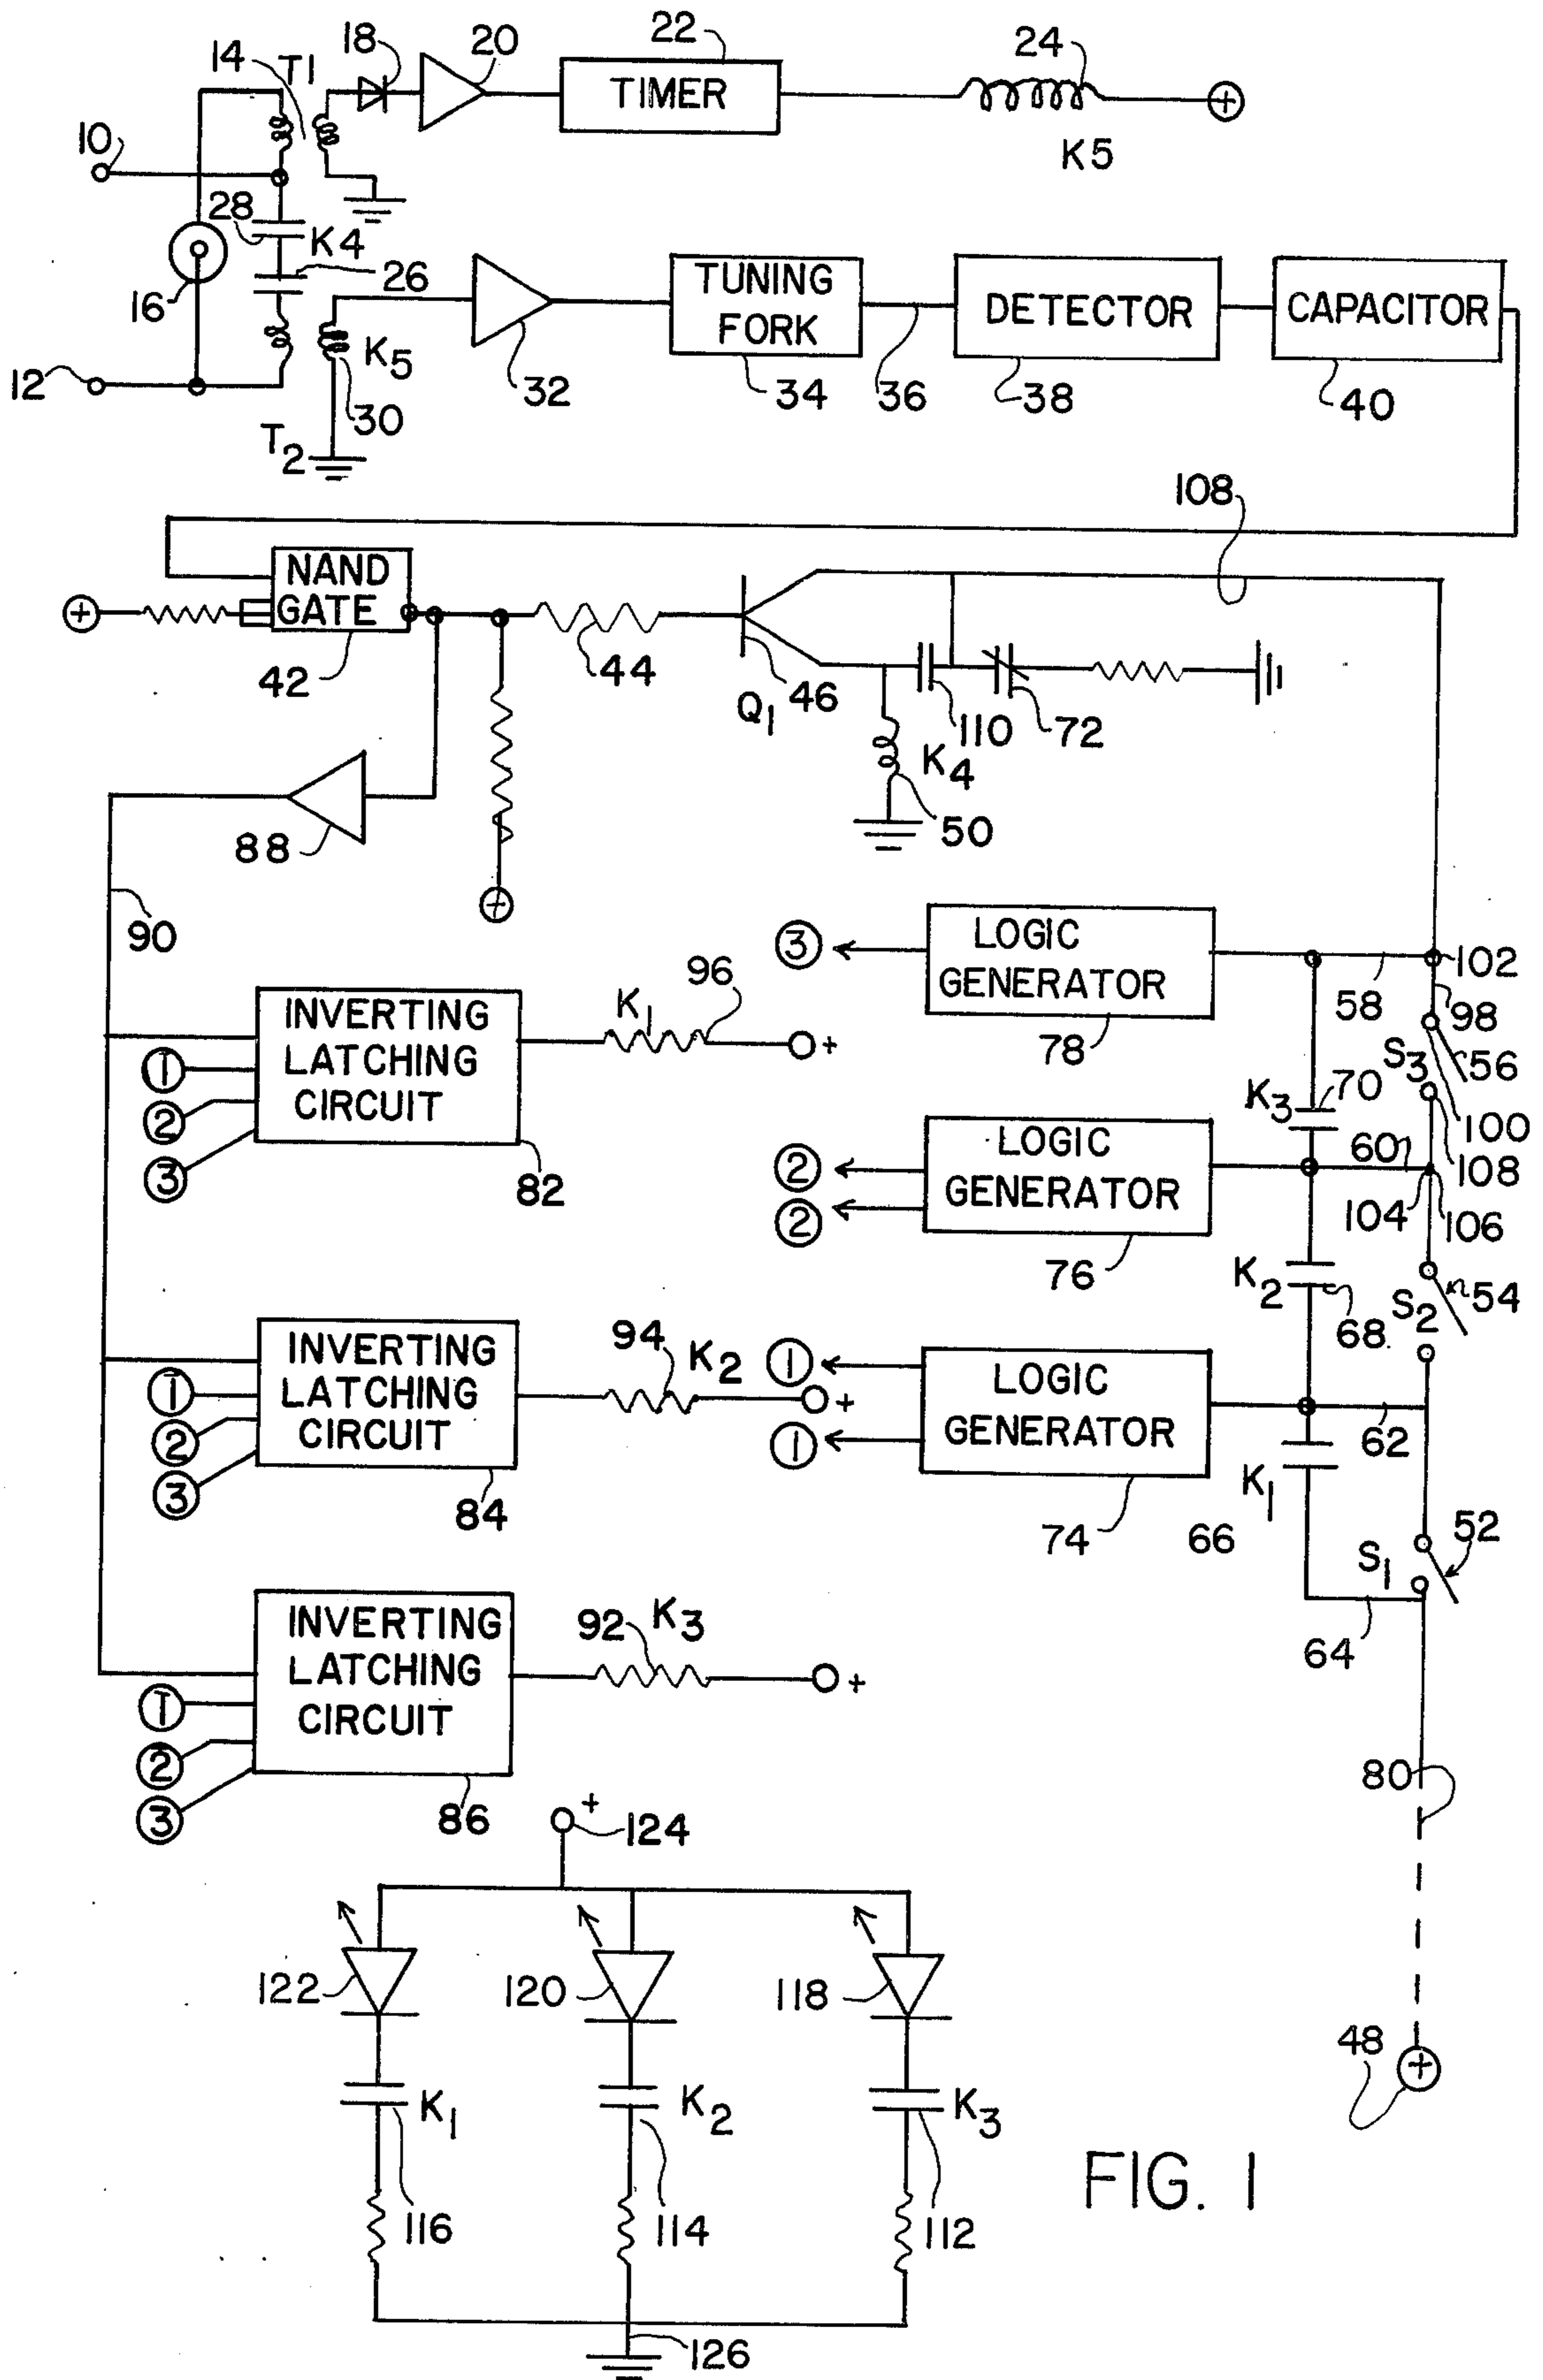 14 T1 18 20 22 24
TIMER
10
K5
28 K4
26
16
TUNING
FORK
DETECTOR
CAPACITOR
K5
12
30 32 34 36 38 40
T2
108
NAND
GATE
42
44
Q1 46
110 72
K4
50
88
90
3
LOGIC
GENERATOR
78
58 102
98
S3 56
K3 70
100
INVERTING
LATCHING
CIRCUIT
K1 96
+
1
2
3
82
2
2
LOGIC
GENERATOR
76
60 108
104 106
K2
68
S2 54
INVERTING
LATCHING
CIRCUIT
94 K2
+
1
2
3
84
1
1
LOGIC
GENERATOR
74
62
K1
66
S1 52
64
INVERTING
LATCHING
CIRCUIT
92 K3
+
1
2
3
86
80
+
124
122 120 118
48
K1 K2 K3
116 114 112
126
FIG. 1